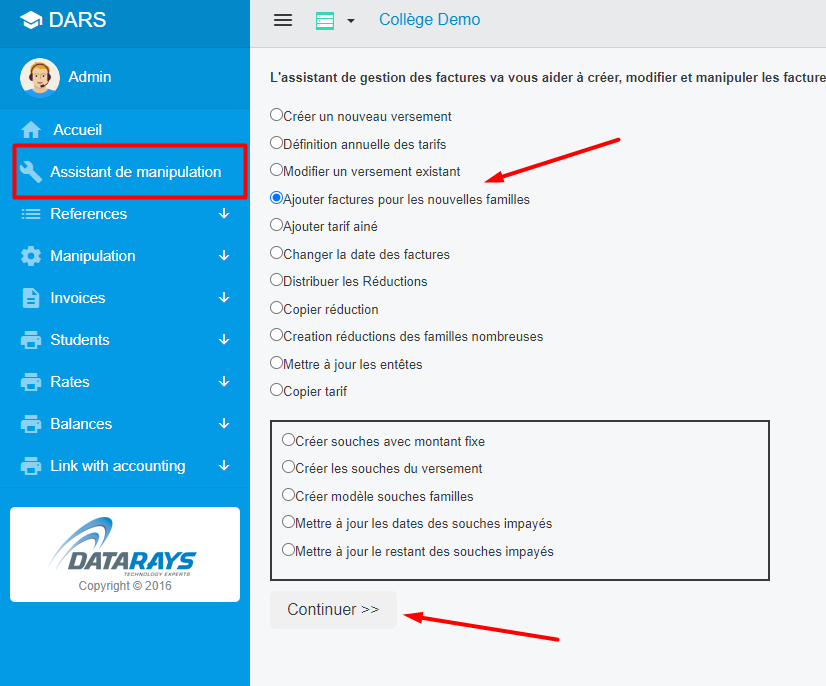 DARS
Collège Demo
Admin
Accueil
Assistant de manipulation
References
Manipulation
Invoices
Students
Rates
Balances
Link with accounting
DATARAYS
TECHNOLOGY EXPERTS
Copyright © 2016
L'assistant de gestion des factures va vous aider à créer, modifier et manipuler les facture
Créer un nouveau versement
Définition annuelle des tarifs
Modifier un versement existant
Ajouter factures pour les nouvelles familles
Ajouter tarif ainé
Changer la date des factures
Distribuer les Réductions
Copier réduction
Creation réductions des familles nombreuses
Mettre à jour les entêtes
Copier tarif
Créer souches avec montant fixe
Créer les souches du versement
Créer modèle souches familles
Mettre à jour les dates des souches impayés
Mettre à jour le restant des souches impayés
Continuer >>